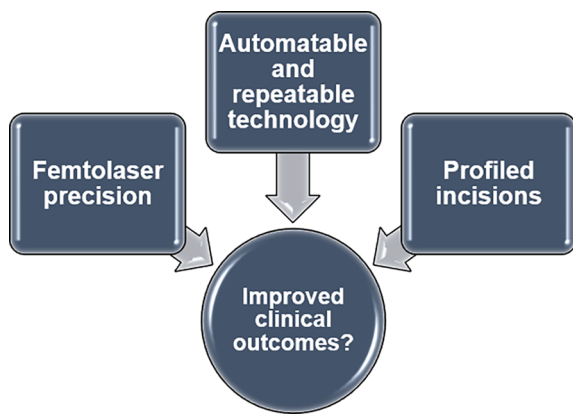 Automatable
and
repeatable
technology
Femtolaser
precision
Profiled
incisions
Improved
clinical
outcomes?